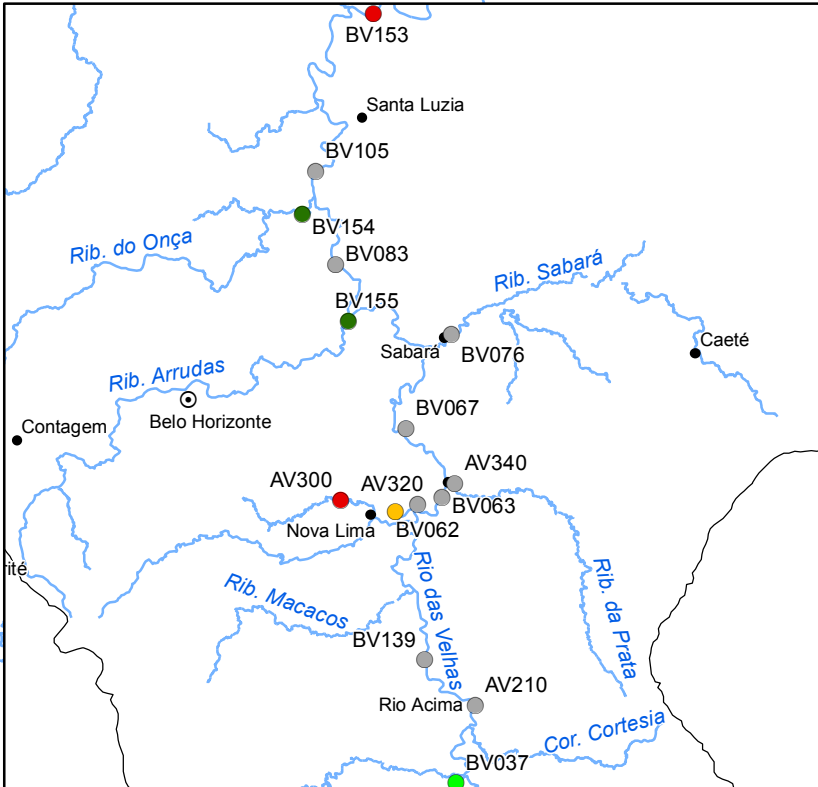 BV153
Santa Luzia
BV105
BV154
Rib. do Onça
BV083
Rib. Sabará
BV155
Sabará
BV076
Caeté
Rib. Arrudas
Belo Horizonte
BV067
Contagem
AV340
AV300
AV320
BV063
Nova Lima
BV062
rité
Rio das Velhas
Rib. da Prata
Rib. Macacos
BV139
AV210
Rio Acima
Cor. Cortesia
BV037